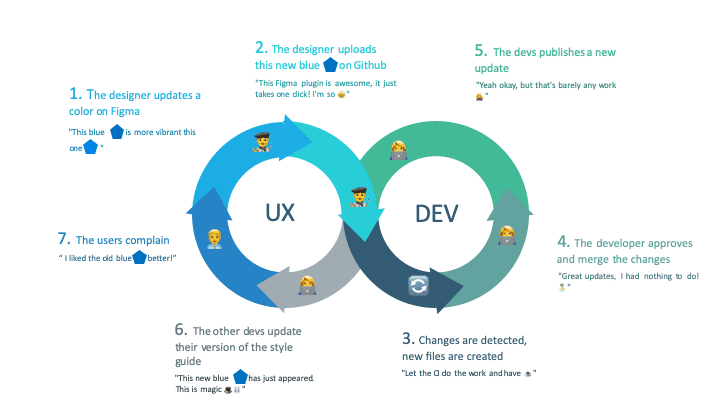 2. The designer uploads
this new blue on Github
"This Figma plugin is awesome, it just
takes one click! I'm so "
5. The devs publishes a new
update
"Yeah okay, but that's barely any work
"
1. The designer updates a
color on Figma
"This blue is more vibrant this
one "
UX
DEV
7. The users complain
" I liked the old blue better!"
4. The developer approves
and merge the changes
"Great updates, I had nothing to do!
"
6. The other devs update
their version of the style
guide
"This new blue has just appeared.
This is magic "
3. Changes are detected,
new files are created
"Let the CI do the work and have "